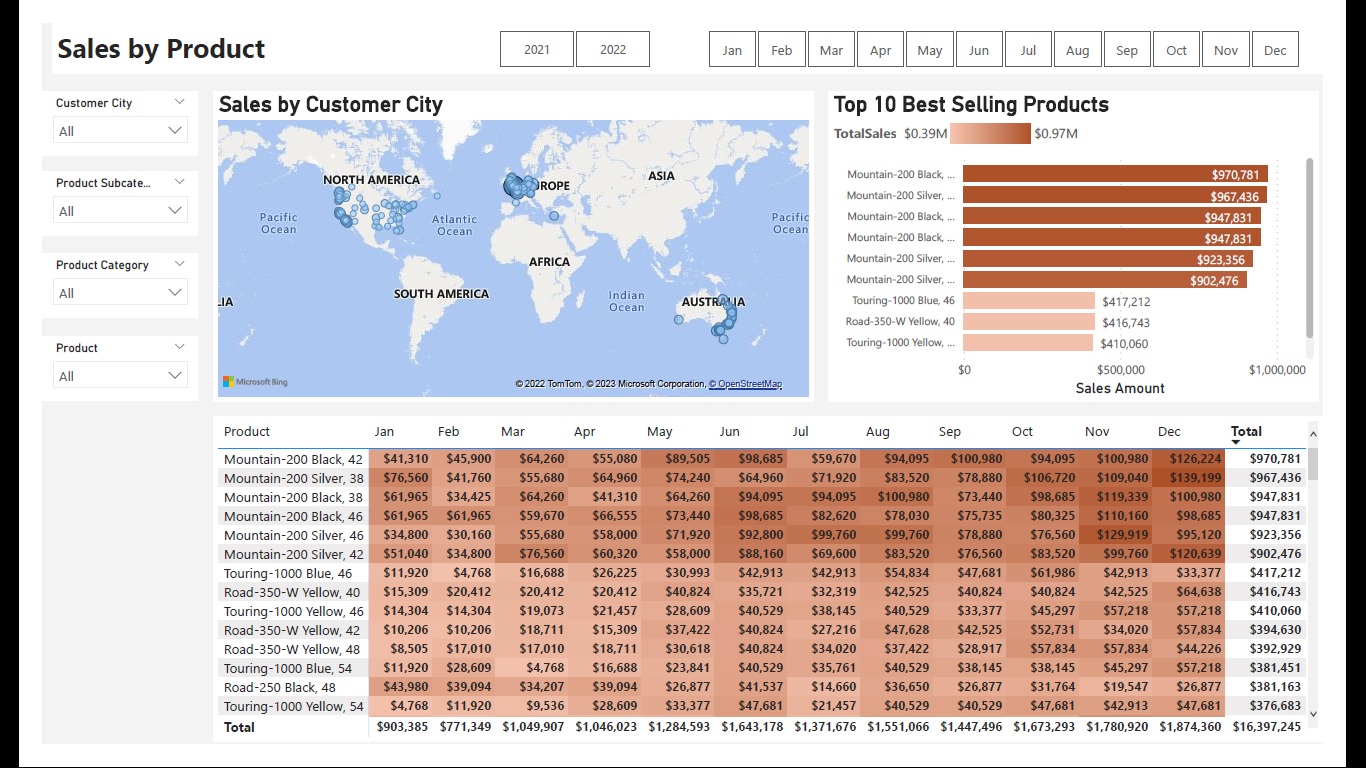 Sales by Product
2021 2022
Jan Feb Mar Apr May Jun Jul Aug Sep Oct Nov Dec
Customer City
All
Product Subcate...
All
Product Category
All
Product
All
Sales by Customer City
NORTH AMERICA
ROPE
ASIA
Pacific
Ocean
Atlantic
Ocean
Pacific
Ocean
AFRICA
SOUTH AMERICA
Indian
Ocean
LIA
AUSTRALIA
Microsoft Bing
© 2022 TomTom, © 2023 Microsoft Corporation, © OpenStreetMap
Top 10 Best Selling Products
TotalSales $0.39M $0.97M
Mountain-200 Black, ... $970,781
Mountain-200 Silver, ... $967,436
Mountain-200 Black, ... $947,831
Mountain-200 Black, ... $947,831
Mountain-200 Silver, ... $923,356
Mountain-200 Silver, ... $902,476
Touring-1000 Blue, 46 $417,212
Road-350-W Yellow, 40 $416,743
Touring-1000 Yellow, ... $410,060
$0 $500,000 $1,000,000
Sales Amount
Product Jan Feb Mar Apr May Jun Jul Aug Sep Oct Nov Dec Total
Mountain-200 Black, 42 $41,310 $45,900 $64,260 $55,080 $89,505 $98,685 $59,670 $94,095 $100,980 $94,095 $100,980 $126,224 $970,781
Mountain-200 Silver, 38 $76,560 $41,760 $55,680 $64,960 $74,240 $64,960 $71,920 $83,520 $78,880 $106,720 $109,040 $139,199 $967,436
Mountain-200 Black, 38 $61,965 $34,425 $64,260 $41,310 $64,260 $94,095 $94,095 $100,980 $73,440 $98,685 $119,339 $100,980 $947,831
Mountain-200 Black, 46 $61,965 $61,965 $59,670 $66,555 $73,440 $98,685 $82,620 $78,030 $75,735 $80,325 $110,160 $98,685 $947,831
Mountain-200 Silver, 46 $34,800 $30,160 $55,680 $58,000 $71,920 $92,800 $99,760 $99,760 $78,880 $76,560 $129,919 $95,120 $923,356
Mountain-200 Silver, 42 $51,040 $34,800 $76,560 $60,320 $58,000 $88,160 $69,600 $83,520 $76,560 $83,520 $99,760 $120,639 $902,476
Touring-1000 Blue, 46 $11,920 $4,768 $16,688 $26,225 $30,993 $42,913 $42,913 $54,834 $47,681 $61,986 $42,913 $33,377 $417,212
Road-350-W Yellow, 40 $15,309 $20,412 $20,412 $20,412 $40,824 $35,721 $32,319 $42,525 $40,824 $40,824 $42,525 $64,638 $416,743
Touring-1000 Yellow, 46 $14,304 $14,304 $19,073 $21,457 $28,609 $40,529 $38,145 $40,529 $33,377 $45,297 $57,218 $57,218 $410,060
Road-350-W Yellow, 42 $10,206 $10,206 $18,711 $15,309 $37,422 $40,824 $27,216 $47,628 $42,525 $52,731 $34,020 $57,834 $394,630
Road-350-W Yellow, 48 $8,505 $17,010 $17,010 $18,711 $30,618 $40,824 $34,020 $37,422 $28,917 $57,834 $57,834 $44,226 $392,929
Touring-1000 Blue, 54 $11,920 $28,609 $4,768 $16,688 $23,841 $40,529 $35,761 $40,529 $38,145 $38,145 $45,297 $57,218 $381,451
Road-250 Black, 48 $43,980 $39,094 $34,207 $39,094 $26,877 $41,537 $14,660 $36,650 $26,877 $31,764 $19,547 $26,877 $381,163
Touring-1000 Yellow, 54 $4,768 $11,920 $9,536 $28,609 $33,377 $47,681 $21,457 $40,529 $40,529 $47,681 $42,913 $47,681 $376,683
Total $903,385 $771,349 $1,049,907 $1,046,023 $1,284,593 $1,643,178 $1,371,676 $1,551,066 $1,447,496 $1,673,293 $1,780,920 $1,874,360 $16,397,245